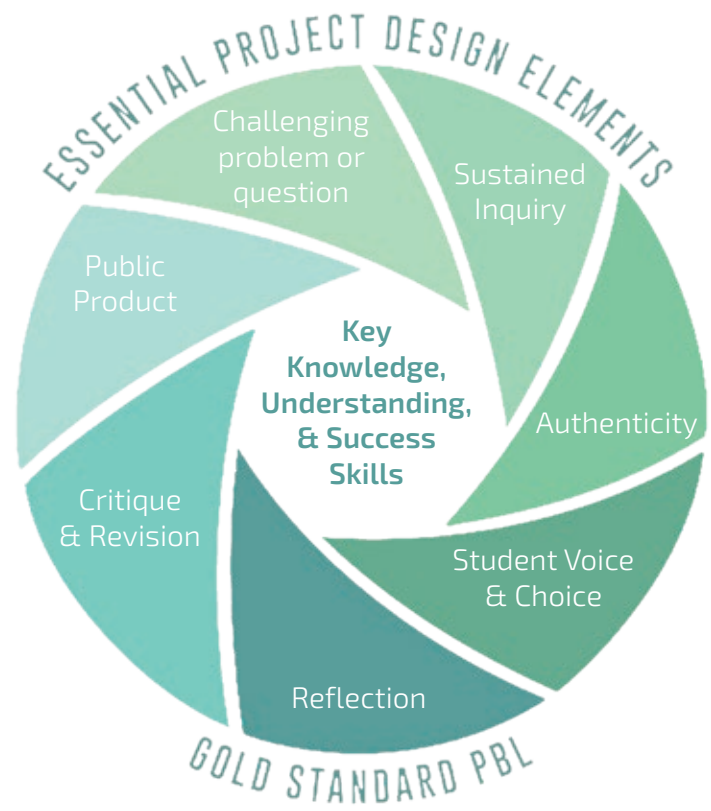 ESSENTIAL PROJECT DESIGN ELEMENTS
Challenging
problem or
question
Sustained
Inquiry
Authenticity
Student Voice
& Choice
Reflection
Critique
& Revision
Public
Product
Key
Knowledge,
Understanding,
& Success
Skills
GOLD STANDARD PBL